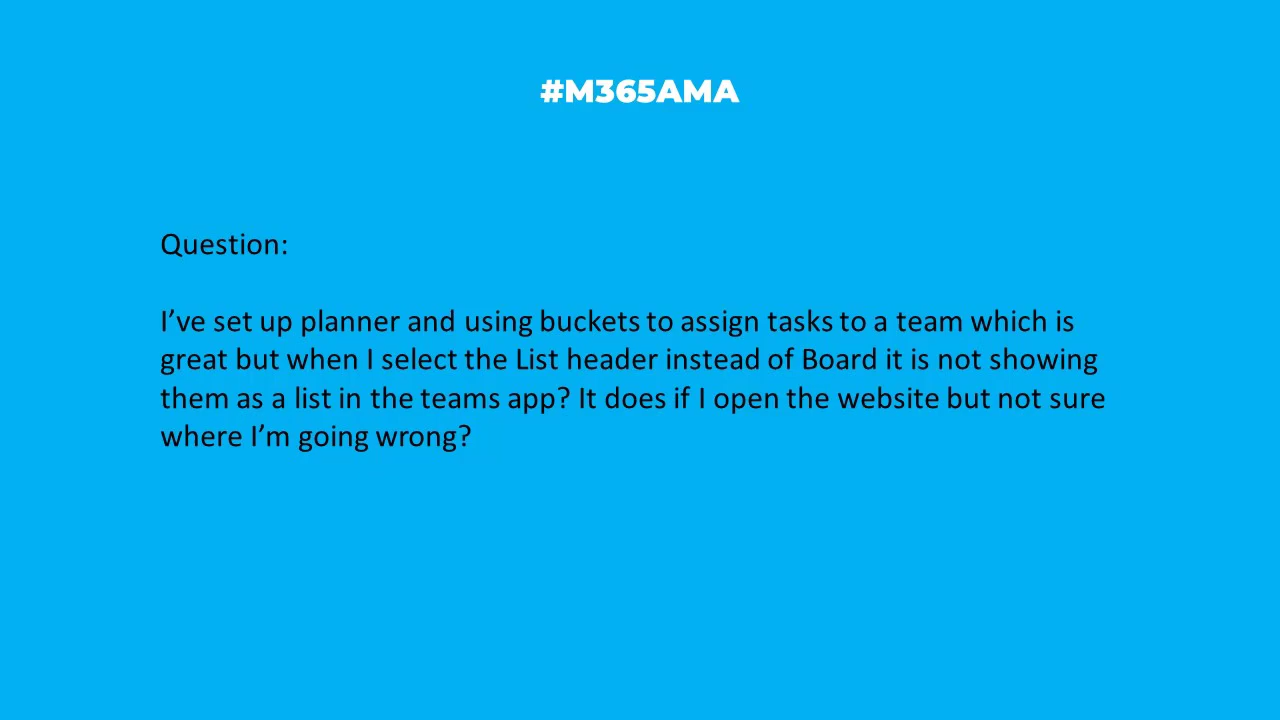 #M365AMA
Question:
I’ve set up planner and using buckets to assign tasks to a team which is
great but when I select the List header instead of Board it is not showing
them as a list in the teams app? It does if I open the website but not sure
where I’m going wrong?